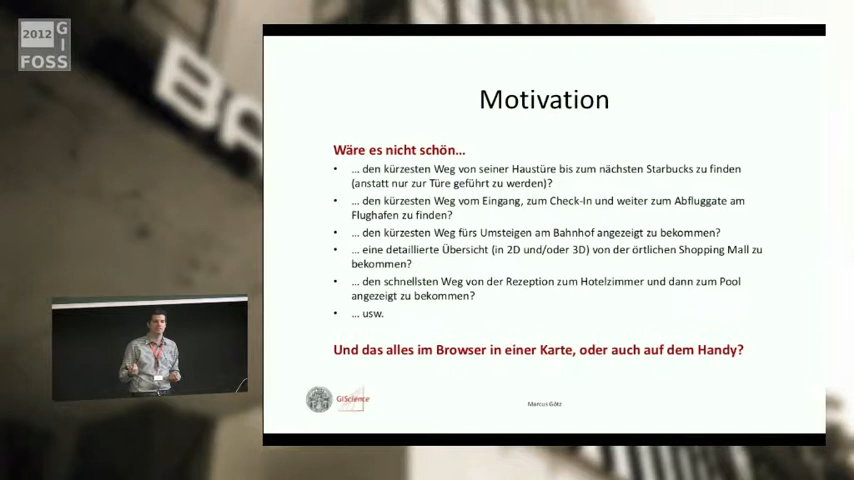 2012
GI
FOSS
BA
Motivation
Wäre es nicht schön…
• … den kürzesten Weg von seiner Haustüre bis zum nächsten Starbucks zu finden
(anstatt nur zur Türe geführt zu werden)?
• … den kürzesten Weg vom Eingang, zum Check-In und weiter zum Abfluggate am
Flughafen zu finden?
• … den kürzesten Weg fürs Umsteigen am Bahnhof angezeigt zu bekommen?
• … eine detaillierte Übersicht (in 2D und/oder 3D) von der örtlichen Shopping Mall zu
bekommen?
• … den schnellsten Weg von der Rezeption zum Hotelzimmer und dann zum Pool
angezeigt zu bekommen?
• … usw.
Und das alles im Browser in einer Karte, oder auch auf dem Handy?
GIScience
Marcus Götz